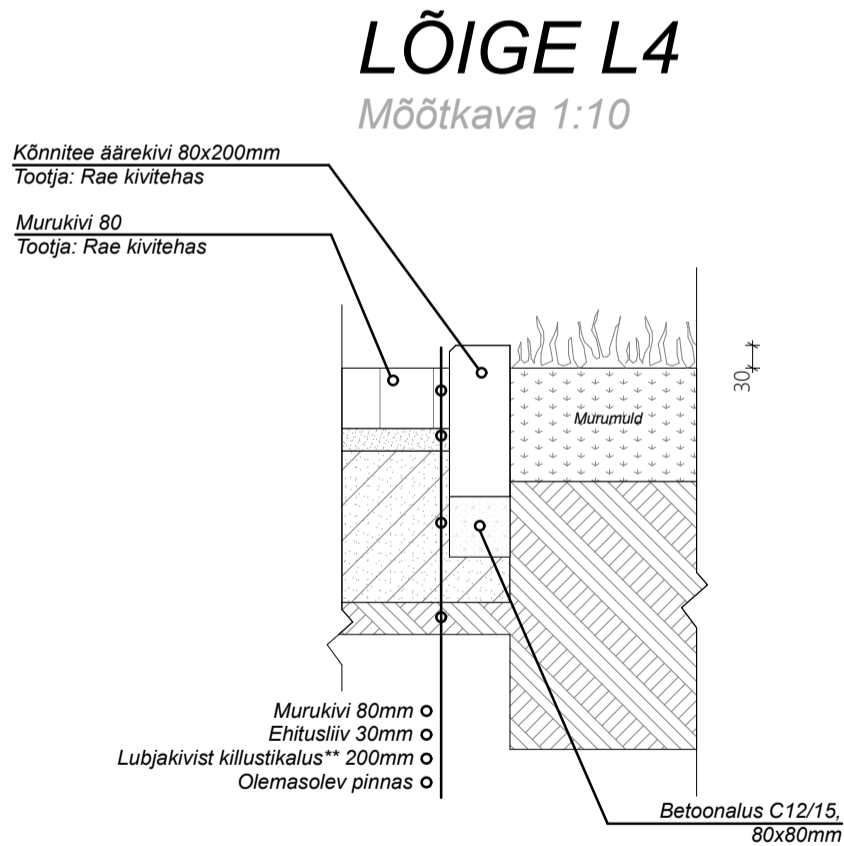 LÕIGE L4
Mõõtkava 1:10
Kõnnitee äärekivi 80x200mm
Tootja: Rae kivitehas
Murukivi 80
Tootja: Rae kivitehas
30
Murumuld
Murukivi 80mm
Ehitusliiv 30mm
Lubjakivist killustikalus** 200mm
Olemasolev pinnas
Betoonalus C12/15,
80x80mm